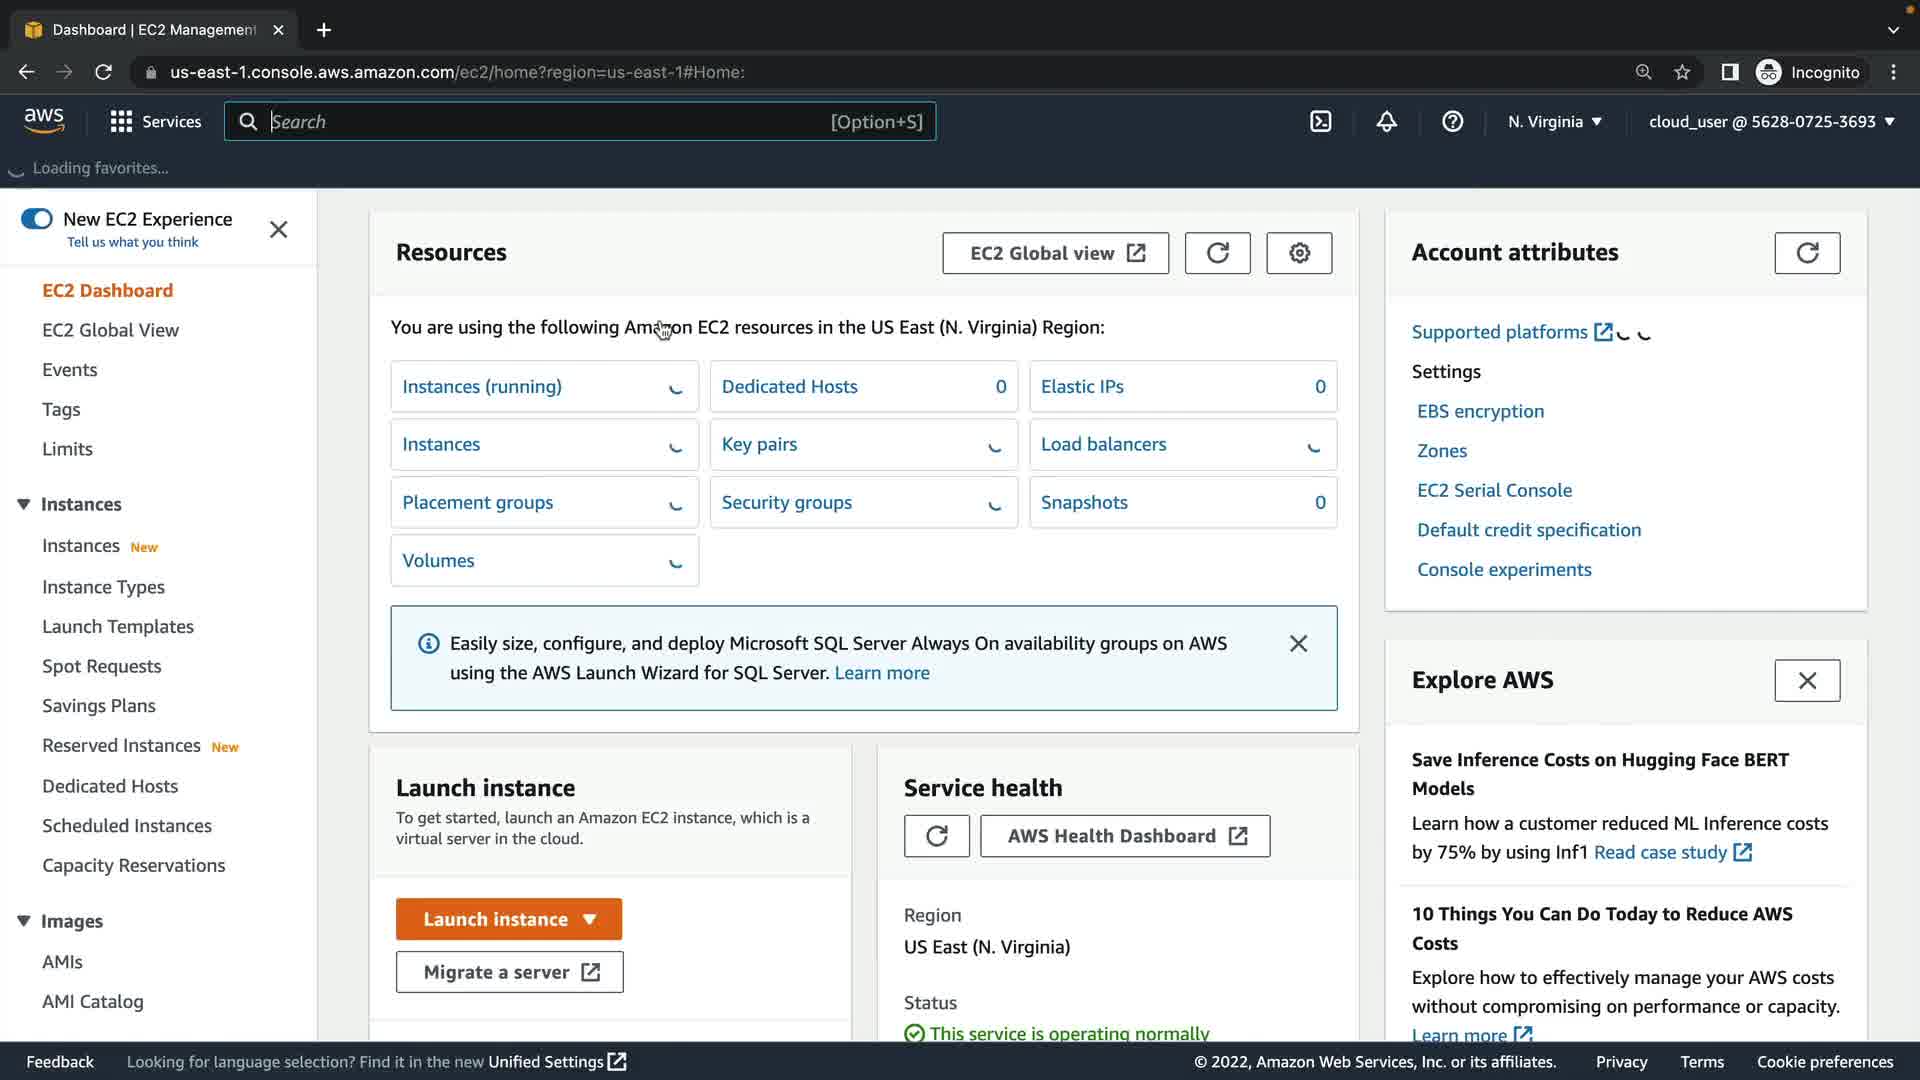 Dashboard | EC2 Management
us-east-1.console.aws.amazon.com/ec2/home?region=us-east-1#Home:
Incognito
aws
Services
Search
[Option+S]
N. Virginia
cloud_user @ 5628-0725-3693
Loading favorites...
New EC2 Experience
Tell us what you think
EC2 Dashboard
EC2 Global View
Events
Tags
Limits
Instances
Instances New
Instance Types
Launch Templates
Spot Requests
Savings Plans
Reserved Instances New
Dedicated Hosts
Scheduled Instances
Capacity Reservations
Images
AMIs
AMI Catalog
Resources
EC2 Global view
You are using the following Amazon EC2 resources in the US East (N. Virginia) Region:
Instances (running)
Dedicated Hosts 0
Elastic IPs 0
Instances
Key pairs
Load balancers
Placement groups
Security groups
Snapshots 0
Volumes
Easily size, configure, and deploy Microsoft SQL Server Always On availability groups on AWS
using the AWS Launch Wizard for SQL Server. Learn more
Launch instance
To get started, launch an Amazon EC2 instance, which is a
virtual server in the cloud.
Launch instance
Migrate a server
Service health
AWS Health Dashboard
Region
US East (N. Virginia)
Status
This service is operating normally
Account attributes
Supported platforms
Settings
EBS encryption
Zones
EC2 Serial Console
Default credit specification
Console experiments
Explore AWS
Save Inference Costs on Hugging Face BERT
Models
Learn how a customer reduced ML Inference costs
by 75% by using Inf1 Read case study
10 Things You Can Do Today to Reduce AWS
Costs
Explore how to effectively manage your AWS costs
without compromising on performance or capacity.
Learn more
Feedback
Looking for language selection? Find it in the new Unified Settings
© 2022, Amazon Web Services, Inc. or its affiliates.
Privacy
Terms
Cookie preferences